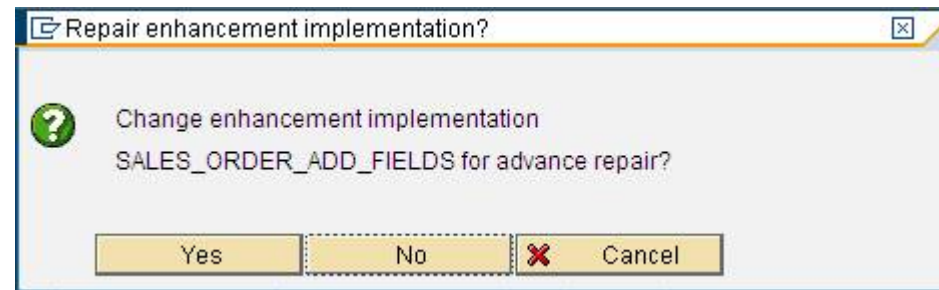 Repair enhancement implementation?
Change enhancement implementation
SALES_ORDER_ADD_FIELDS for advance repair?
Yes No Cancel